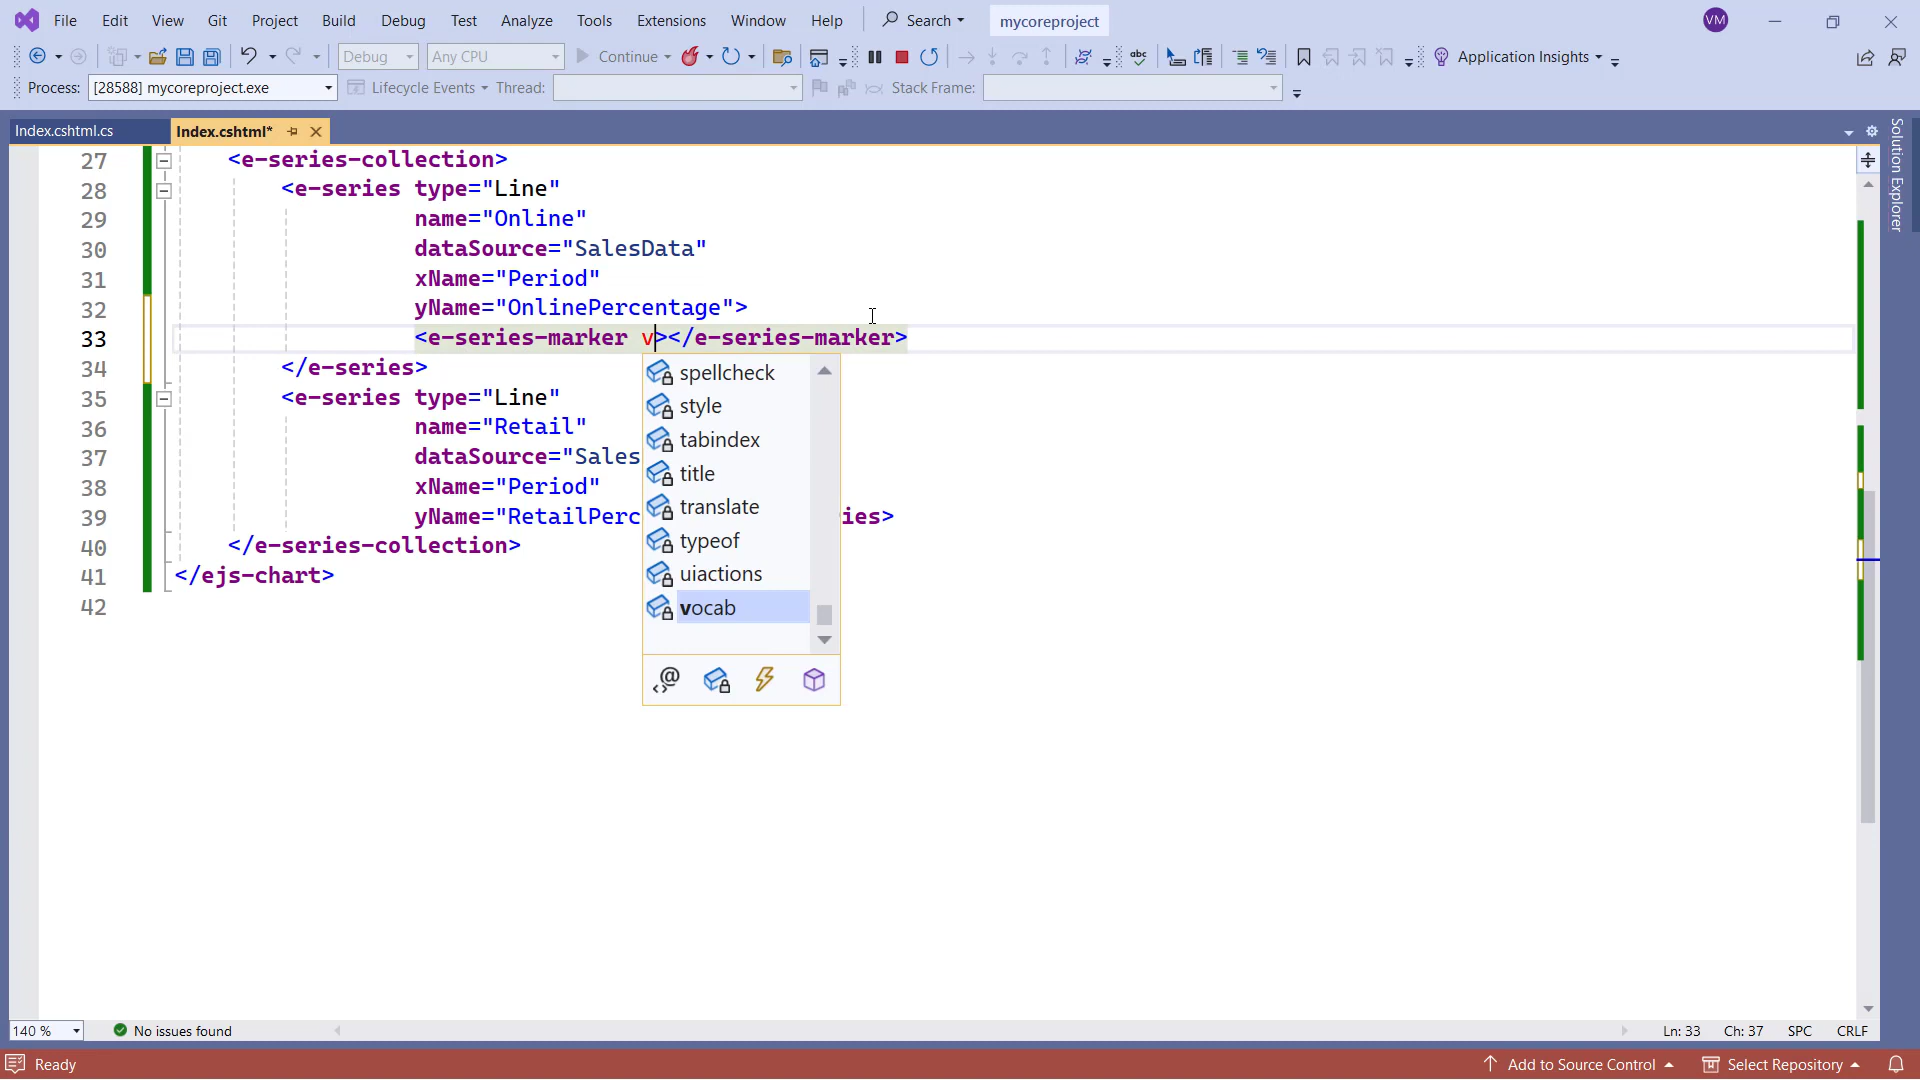 File Edit View Git Project Build Debug Test Analyze Tools Extensions Window Help Search mycoreproject VM
Debug Any CPU Continue abc Application Insights
Process: [28588] mycoreproject.exe Lifecycle Events Thread: Stack Frame:
Index.cshtml.cs Index.cshtml*
Solution Explorer
27 <e-series-collection>
28 <e-series type="Line"
29 name="Online"
30 dataSource="SalesData"
31 xName="Period"
32 yName="OnlinePercentage">
33 <e-series-marker v></e-series-marker>
34 </e-series>
35 <e-series type="Line"
36 name="Retail"
37 dataSource="Sales
38 xName="Period"
39 yName="RetailPerc ies>
40 </e-series-collection>
41 </ejs-chart>
42
spellcheck
style
tabindex
title
translate
typeof
uiactions
vocab
140 % No issues found Ln: 33 Ch: 37 SPC CRLF
Ready Add to Source Control Select Repository